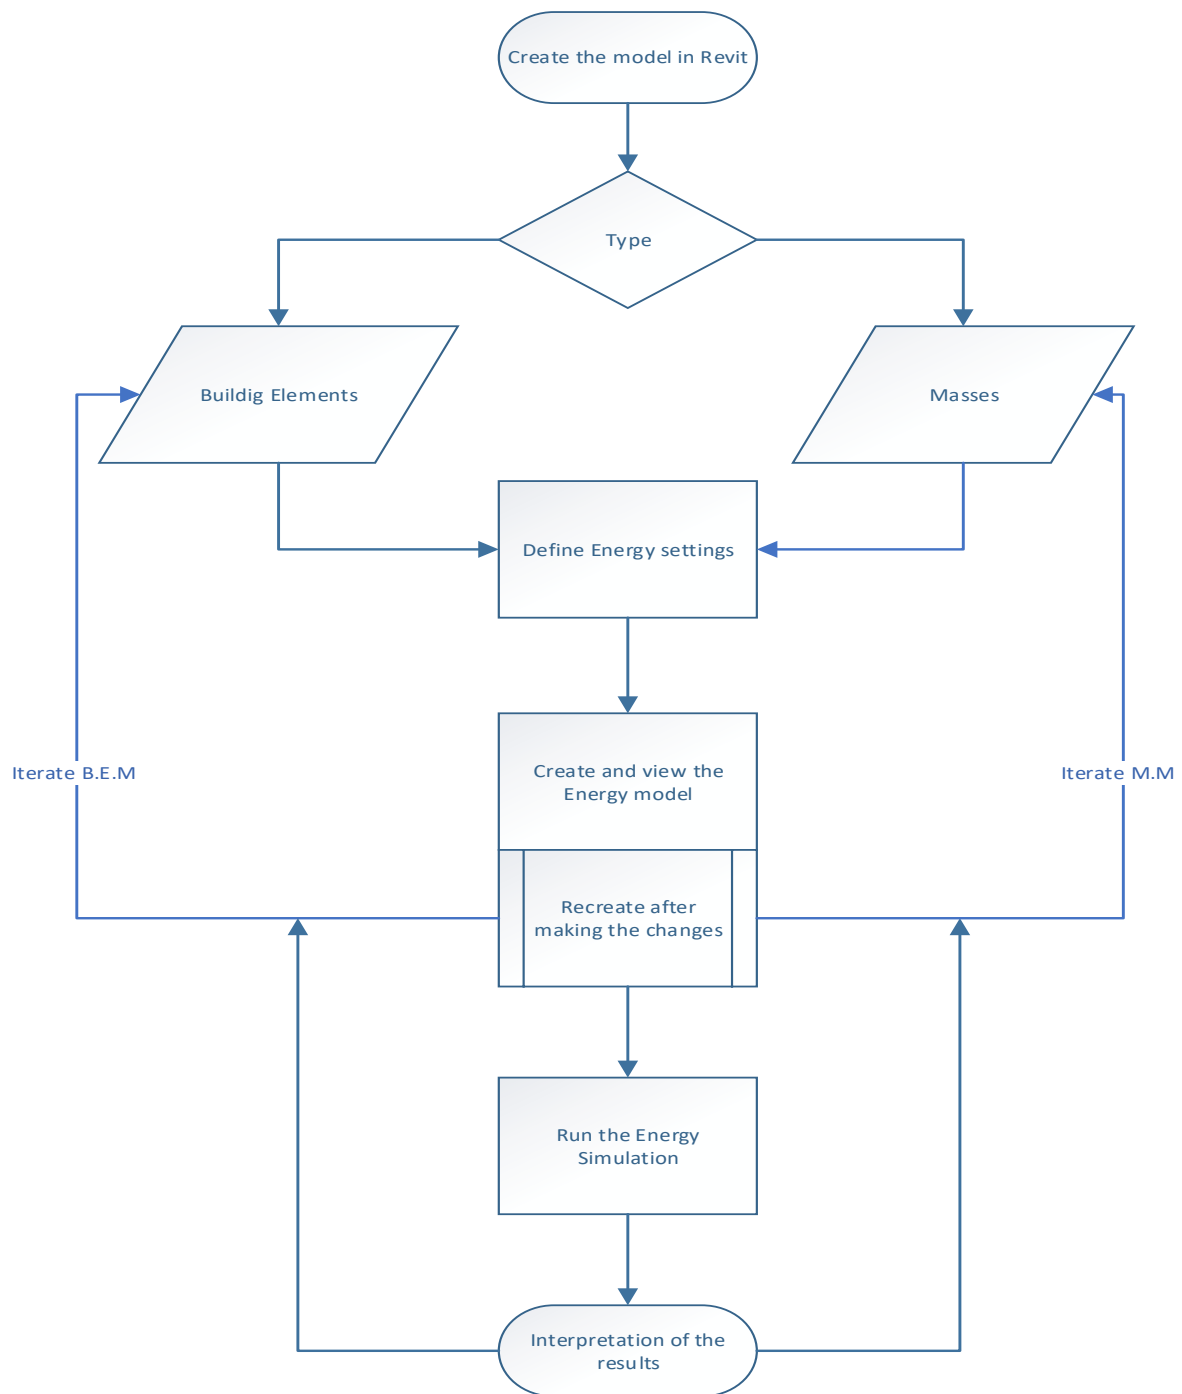 Create the model in Revit
Type
Buildig Elements
Masses
Define Energy settings
Create and view the
Energy model
Iterate B.E.M
Iterate M.M
Recreate after
making the changes
Run the Energy
Simulation
Interpretation of the
results